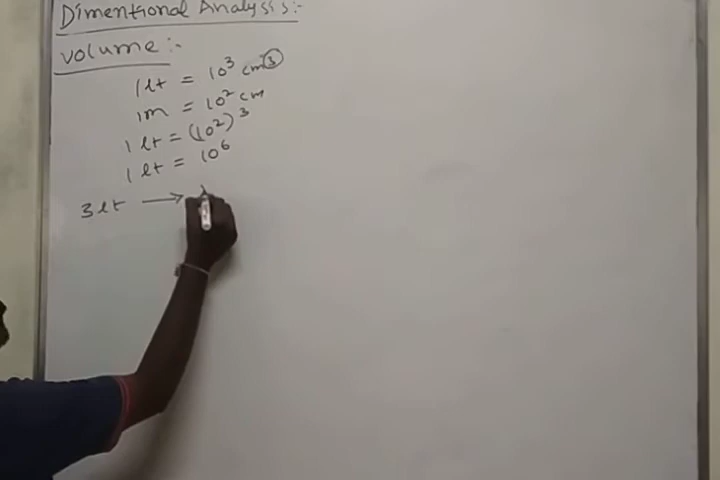 Dimentional Analysis:-
volume:-
1lt = 10³ cm³
1m = 10² cm
1 lt = (10²)³
1 lt = 10⁶
3lt →